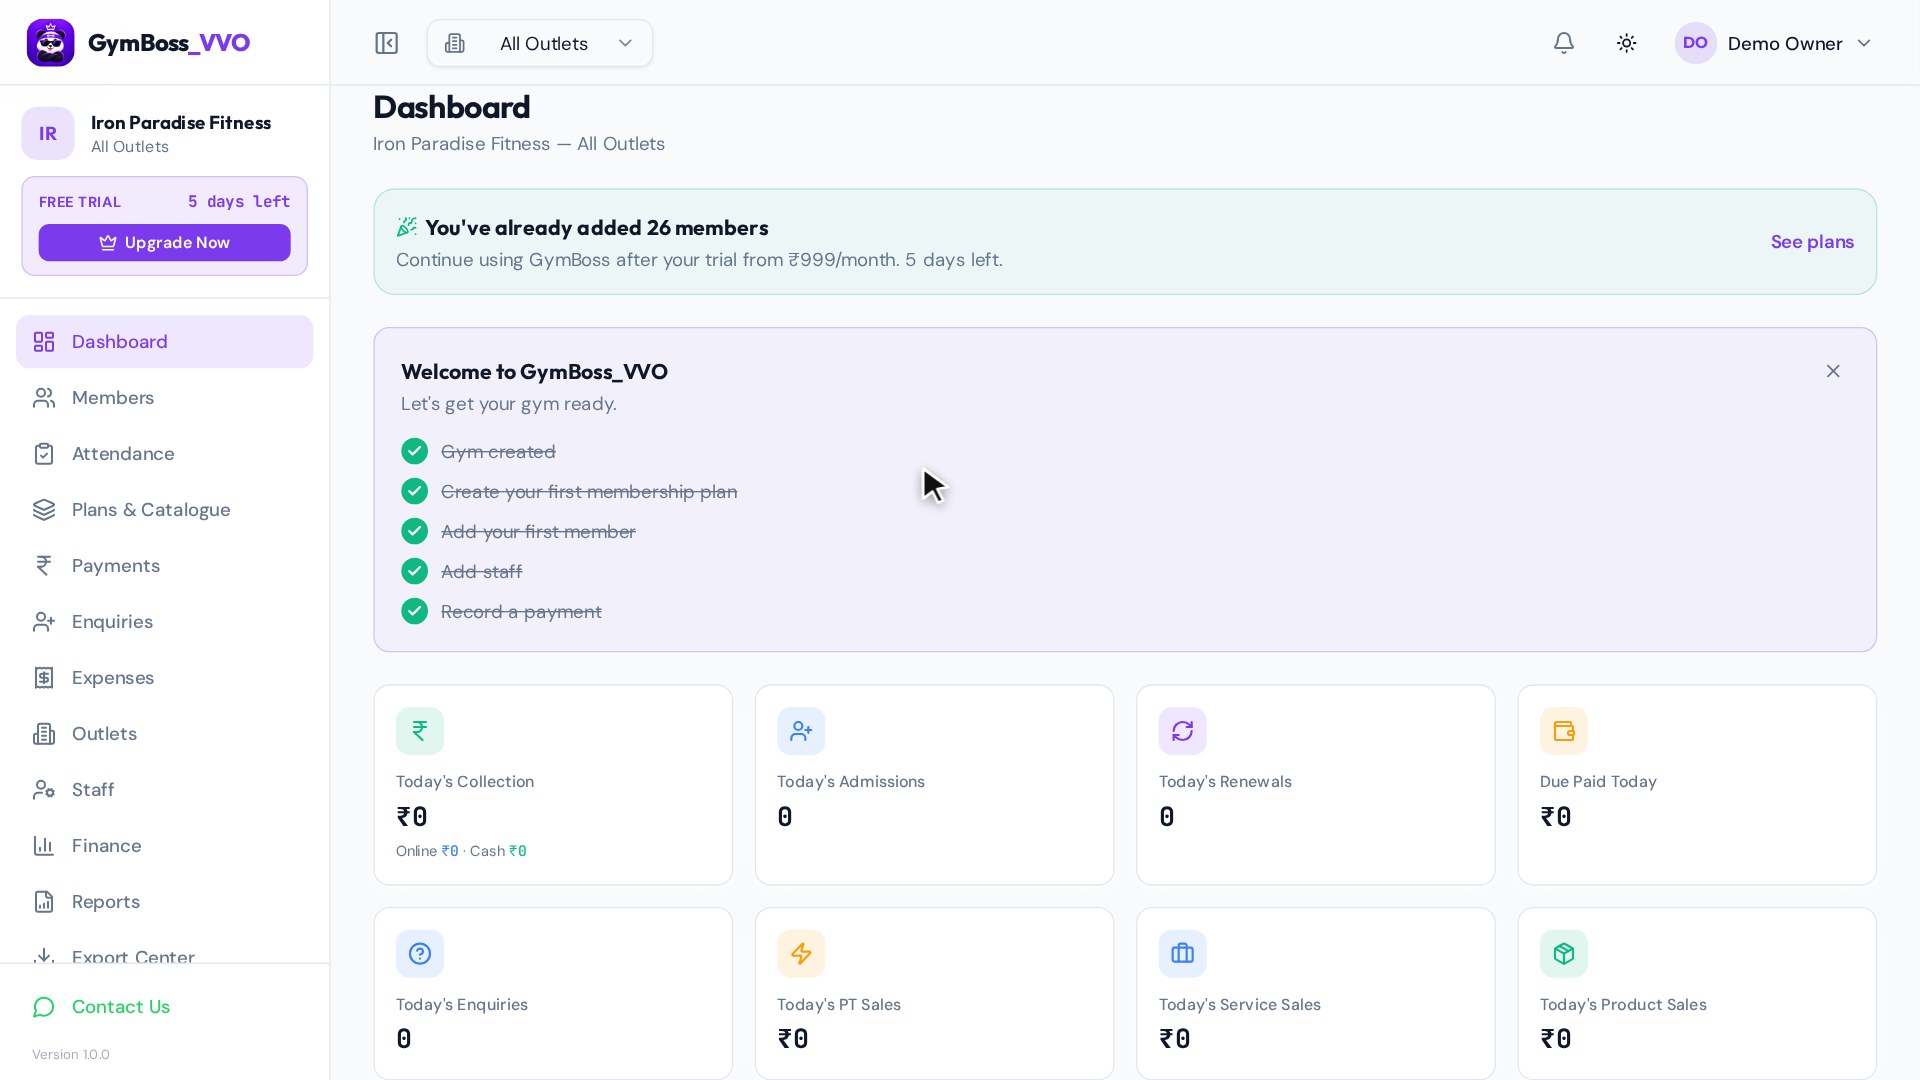 GymBoss_VVO
All Outlets
DO
Demo Owner
IR
Iron Paradise Fitness
All Outlets
FREE TRIAL
5 days left
Upgrade Now
Dashboard
Members
Attendance
Plans & Catalogue
Payments
Enquiries
Expenses
Outlets
Staff
Finance
Reports
Export Center
Contact Us
Version 1.0.0
Dashboard
Iron Paradise Fitness — All Outlets
You've already added 26 members
Continue using GymBoss after your trial from ₹999/month. 5 days left.
See plans
Welcome to GymBoss_VVO
Let's get your gym ready.
Gym created
Create your first membership plan
Add your first member
Add staff
Record a payment
Today's Collection
₹0
Online ₹0 · Cash ₹0
Today's Admissions
0
Today's Renewals
0
Due Paid Today
₹0
Today's Enquiries
0
Today's PT Sales
₹0
Today's Service Sales
₹0
Today's Product Sales
₹0